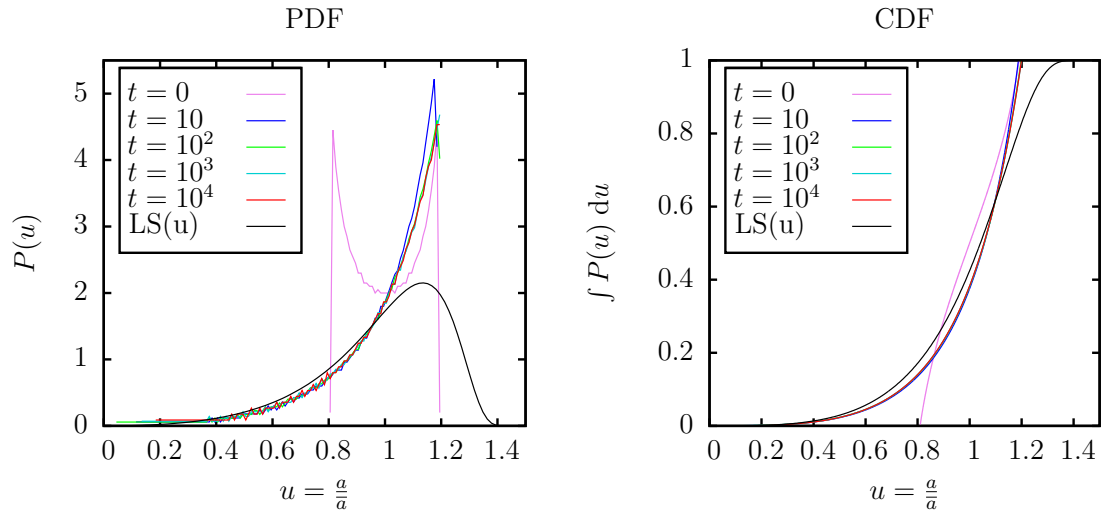 PDF
5
4
3
2
1
0
P(u)
t = 0
t = 10
t = 10²
t = 10³
t = 10⁴
LS(u)
0 0.2 0.4 0.6 0.8 1 1.2 1.4
u = a/a̅
CDF
1
0.8
0.6
0.4
0.2
0
∫ P(u) du
t = 0
t = 10
t = 10²
t = 10³
t = 10⁴
LS(u)
0 0.2 0.4 0.6 0.8 1 1.2 1.4
u = a/a̅